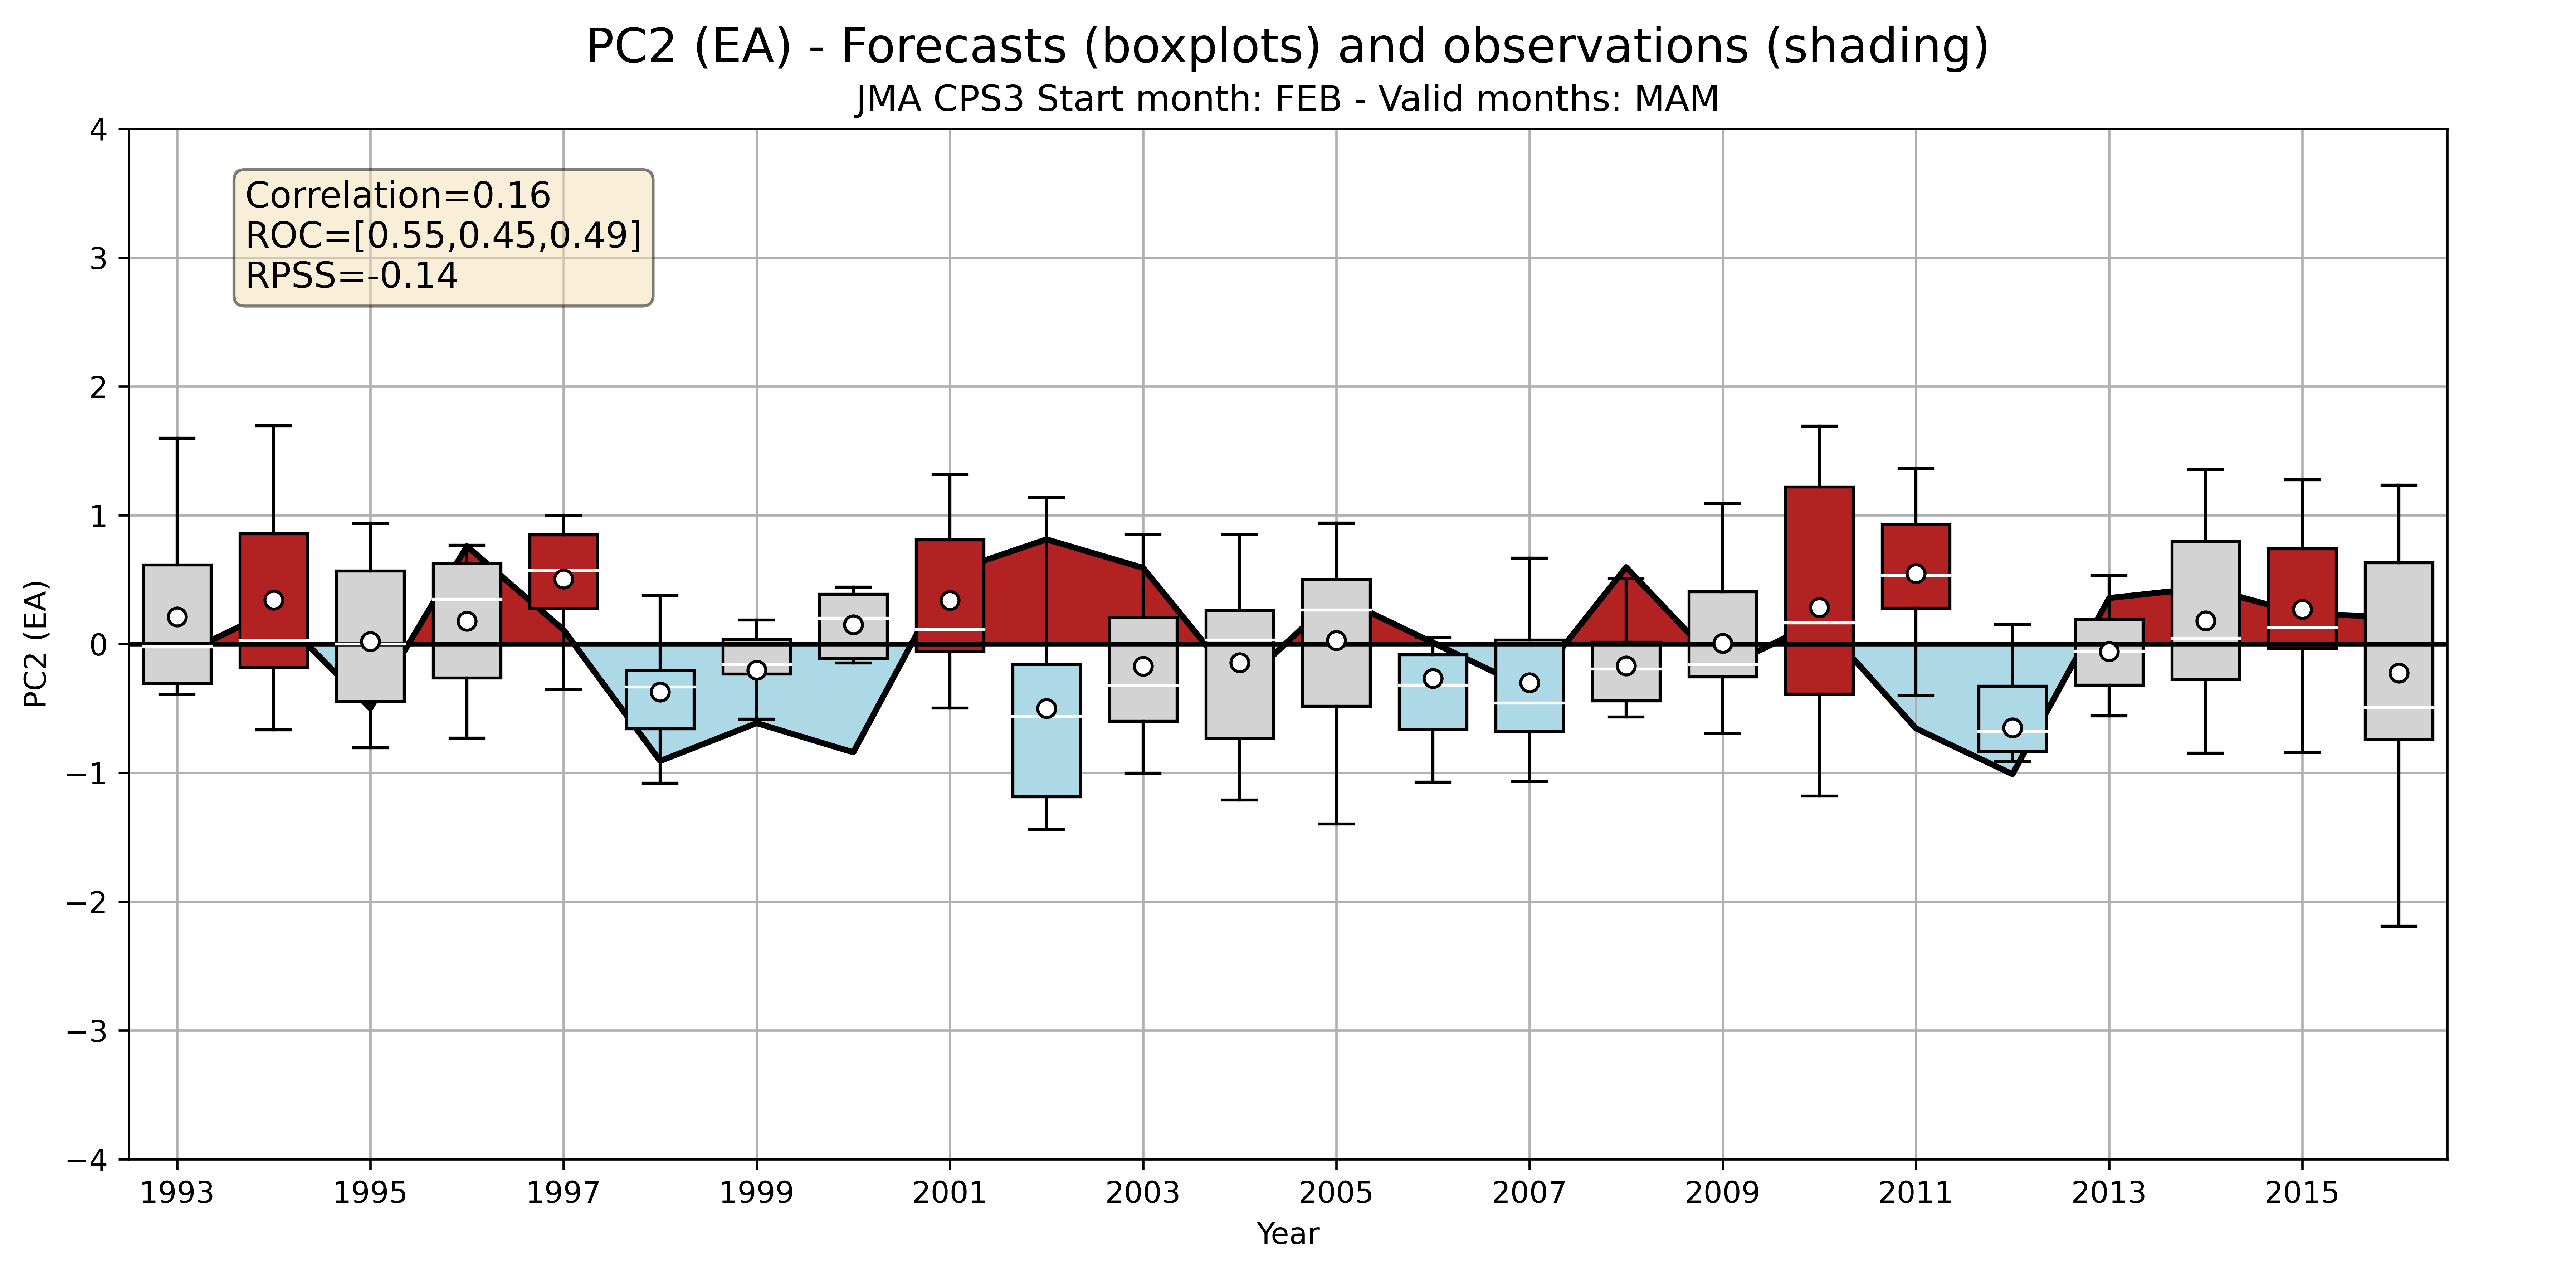 PC2 (EA) - Forecasts (boxplots) and observations (shading)
JMA CPS3 Start month: FEB - Valid months: MAM
Correlation=0.16
ROC=[0.55,0.45,0.49]
RPSS=-0.14
PC2 (EA)
4
3
2
1
0
−1
−2
−3
−4
1993 1995 1997 1999 2001 2003 2005 2007 2009 2011 2013 2015
Year